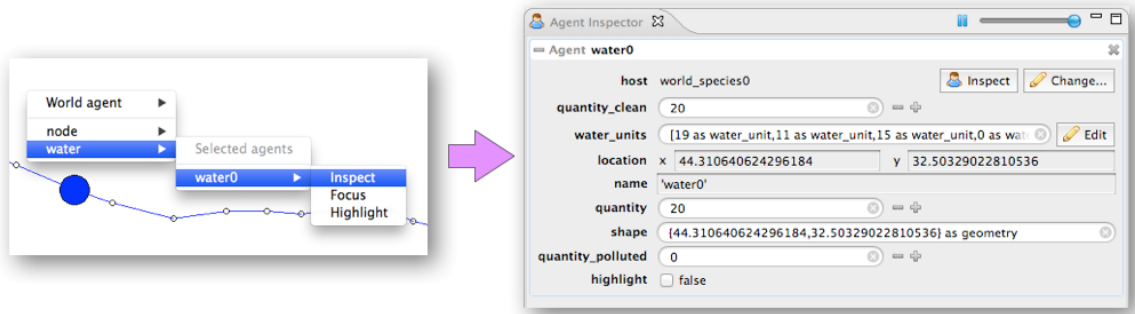 World agent
node
water
Selected agents
water0
Inspect
Focus
Highlight
Agent Inspector
Agent water0
host world_species0 Inspect Change...
quantity_clean 20
water_units [19 as water_unit,11 as water_unit,15 as water_unit,0 as wat Edit
location x 44.310640624296184 y 32.50329022810536
name 'water0'
quantity 20
shape {44.310640624296184,32.50329022810536} as geometry
quantity_polluted 0
highlight false